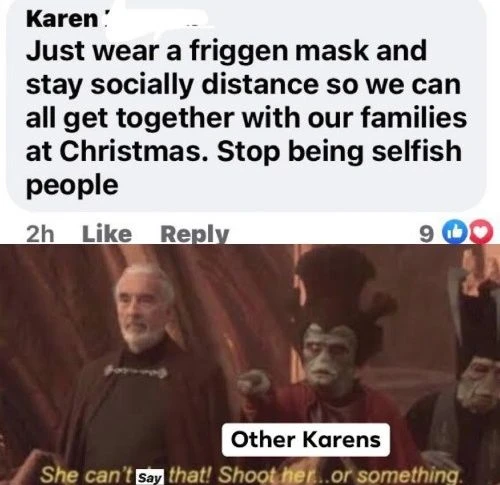 Karen
Just wear a friggen mask and
stay socially distance so we can
all get together with our families
at Christmas. Stop being selfish
people
2h Like Reply 9
Other Karens
She can't Say that! Shoot her...or something.